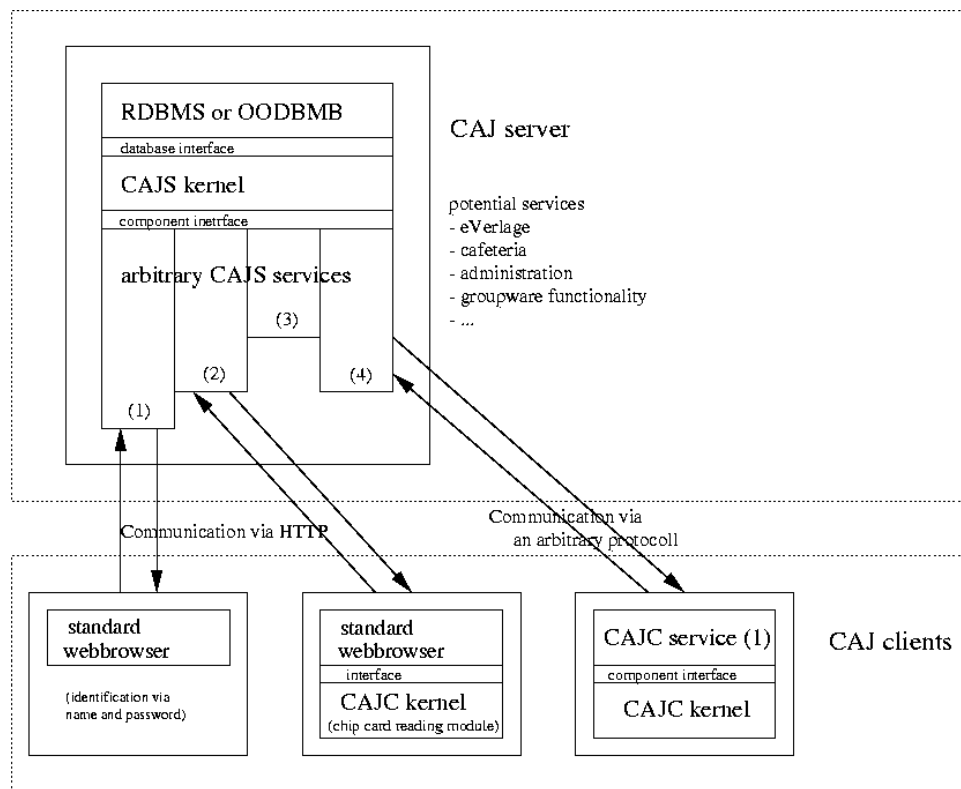 RDBMS or OODBMB
database interface
CAJS kernel
component inetrface
arbitrary CAJS services
(1)
(2)
(3)
(4)
CAJ server
potential services
- eVerlage
- cafeteria
- administration
- groupware functionality
- ...
Communication via HTTP
Communication via
an arbitrary protocoll
standard
webbrowser
(identification via
name and password)
standard
webbrowser
interface
CAJC kernel
(chip card reading module)
CAJC service (1)
component interface
CAJC kernel
CAJ clients